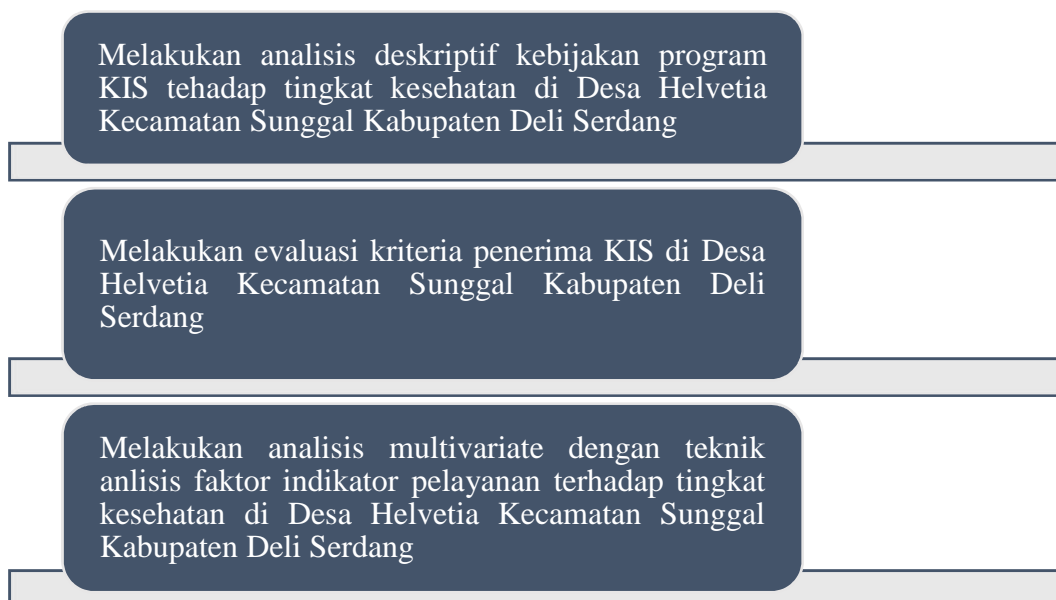 Melakukan analisis deskriptif kebijakan program
KIS tehadap tingkat kesehatan di Desa Helvetia
Kecamatan Sunggal Kabupaten Deli Serdang
Melakukan evaluasi kriteria penerima KIS di Desa
Helvetia Kecamatan Sunggal Kabupaten Deli
Serdang
Melakukan analisis multivariate dengan teknik
anlisis faktor indikator pelayanan terhadap tingkat
kesehatan di Desa Helvetia Kecamatan Sunggal
Kabupaten Deli Serdang